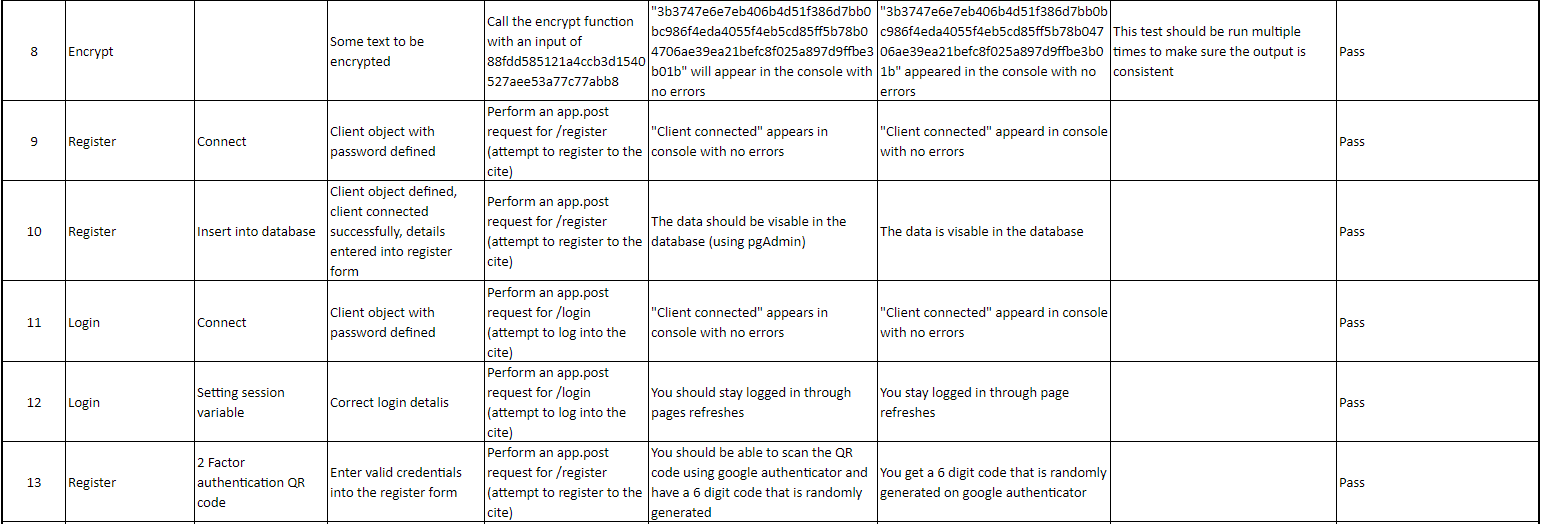 8
Encrypt
Some text to be
encrypted
Call the encrypt function
with an input of
88fdd585121a4ccb3d1540
527aee53a77c77abb8
"3b3747e6e7eb406b4d51f386d7bb0
bc986f4eda4055f4eb5cd85ff5b78b0
4706ae39ea21befc8f025a897d9ffbe3
b01b" will appear in the console with
no errors
"3b3747e6e7eb406b4d51f386d7bb0b
c986f4eda4055f4eb5cd85ff5b78b047
06ae39ea21befc8f025a897d9ffbe3b0
1b" appeared in the console with no
errors
This test should be run multiple
times to make sure the output is
consistent
Pass
9
Register
Connect
Client object with
password defined
Perform an app.post
request for /register
(attempt to register to the
cite)
"Client connected" appears in
console with no errors
"Client connected" appeard in console
with no errors
Pass
10
Register
Insert into database
Client object defined,
client connected
successfully, details
entered into register
form
Perform an app.post
request for /register
(attempt to register to the
cite)
The data should be visable in the
database (using pgAdmin)
The data is visable in the database
Pass
11
Login
Connect
Client object with
password defined
Perform an app.post
request for /login
(attempt to log into the
cite)
"Client connected" appears in
console with no errors
"Client connected" appeard in console
with no errors
Pass
12
Login
Setting session
variable
Correct login detalis
Perform an app.post
request for /login
(attempt to log into the
cite)
You should stay logged in through
pages refreshes
You stay logged in through page
refreshes
Pass
13
Register
2 Factor
authentication QR
code
Enter valid credentials
into the register form
Perform an app.post
request for /register
(attempt to register to the
cite)
You should be able to scan the QR
code using google authenticator and
have a 6 digit code that is randomly
generated
You get a 6 digit code that is randomly
generated on google authenticator
Pass